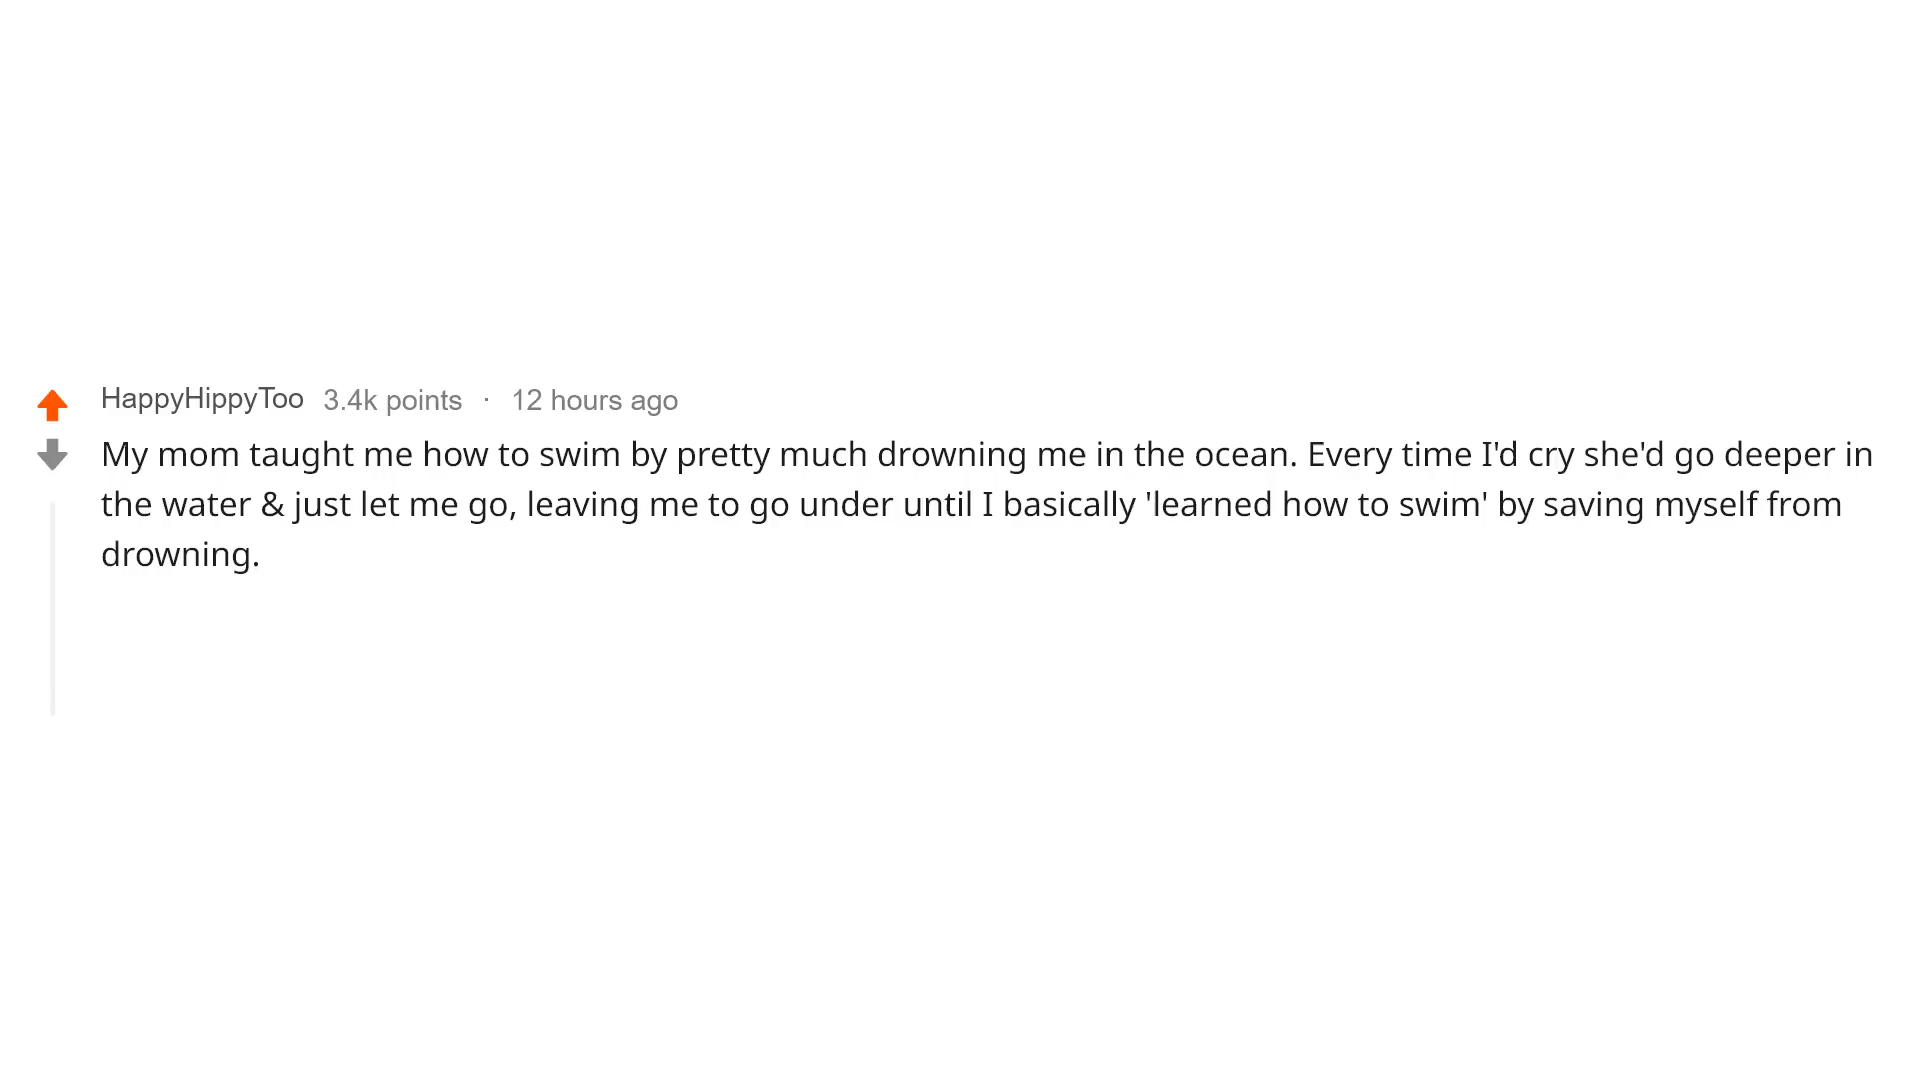 HappyHippyToo 3.4k points · 12 hours ago
My mom taught me how to swim by pretty much drowning me in the ocean. Every time I'd cry she'd go deeper in
the water & just let me go, leaving me to go under until I basically 'learned how to swim' by saving myself from
drowning.